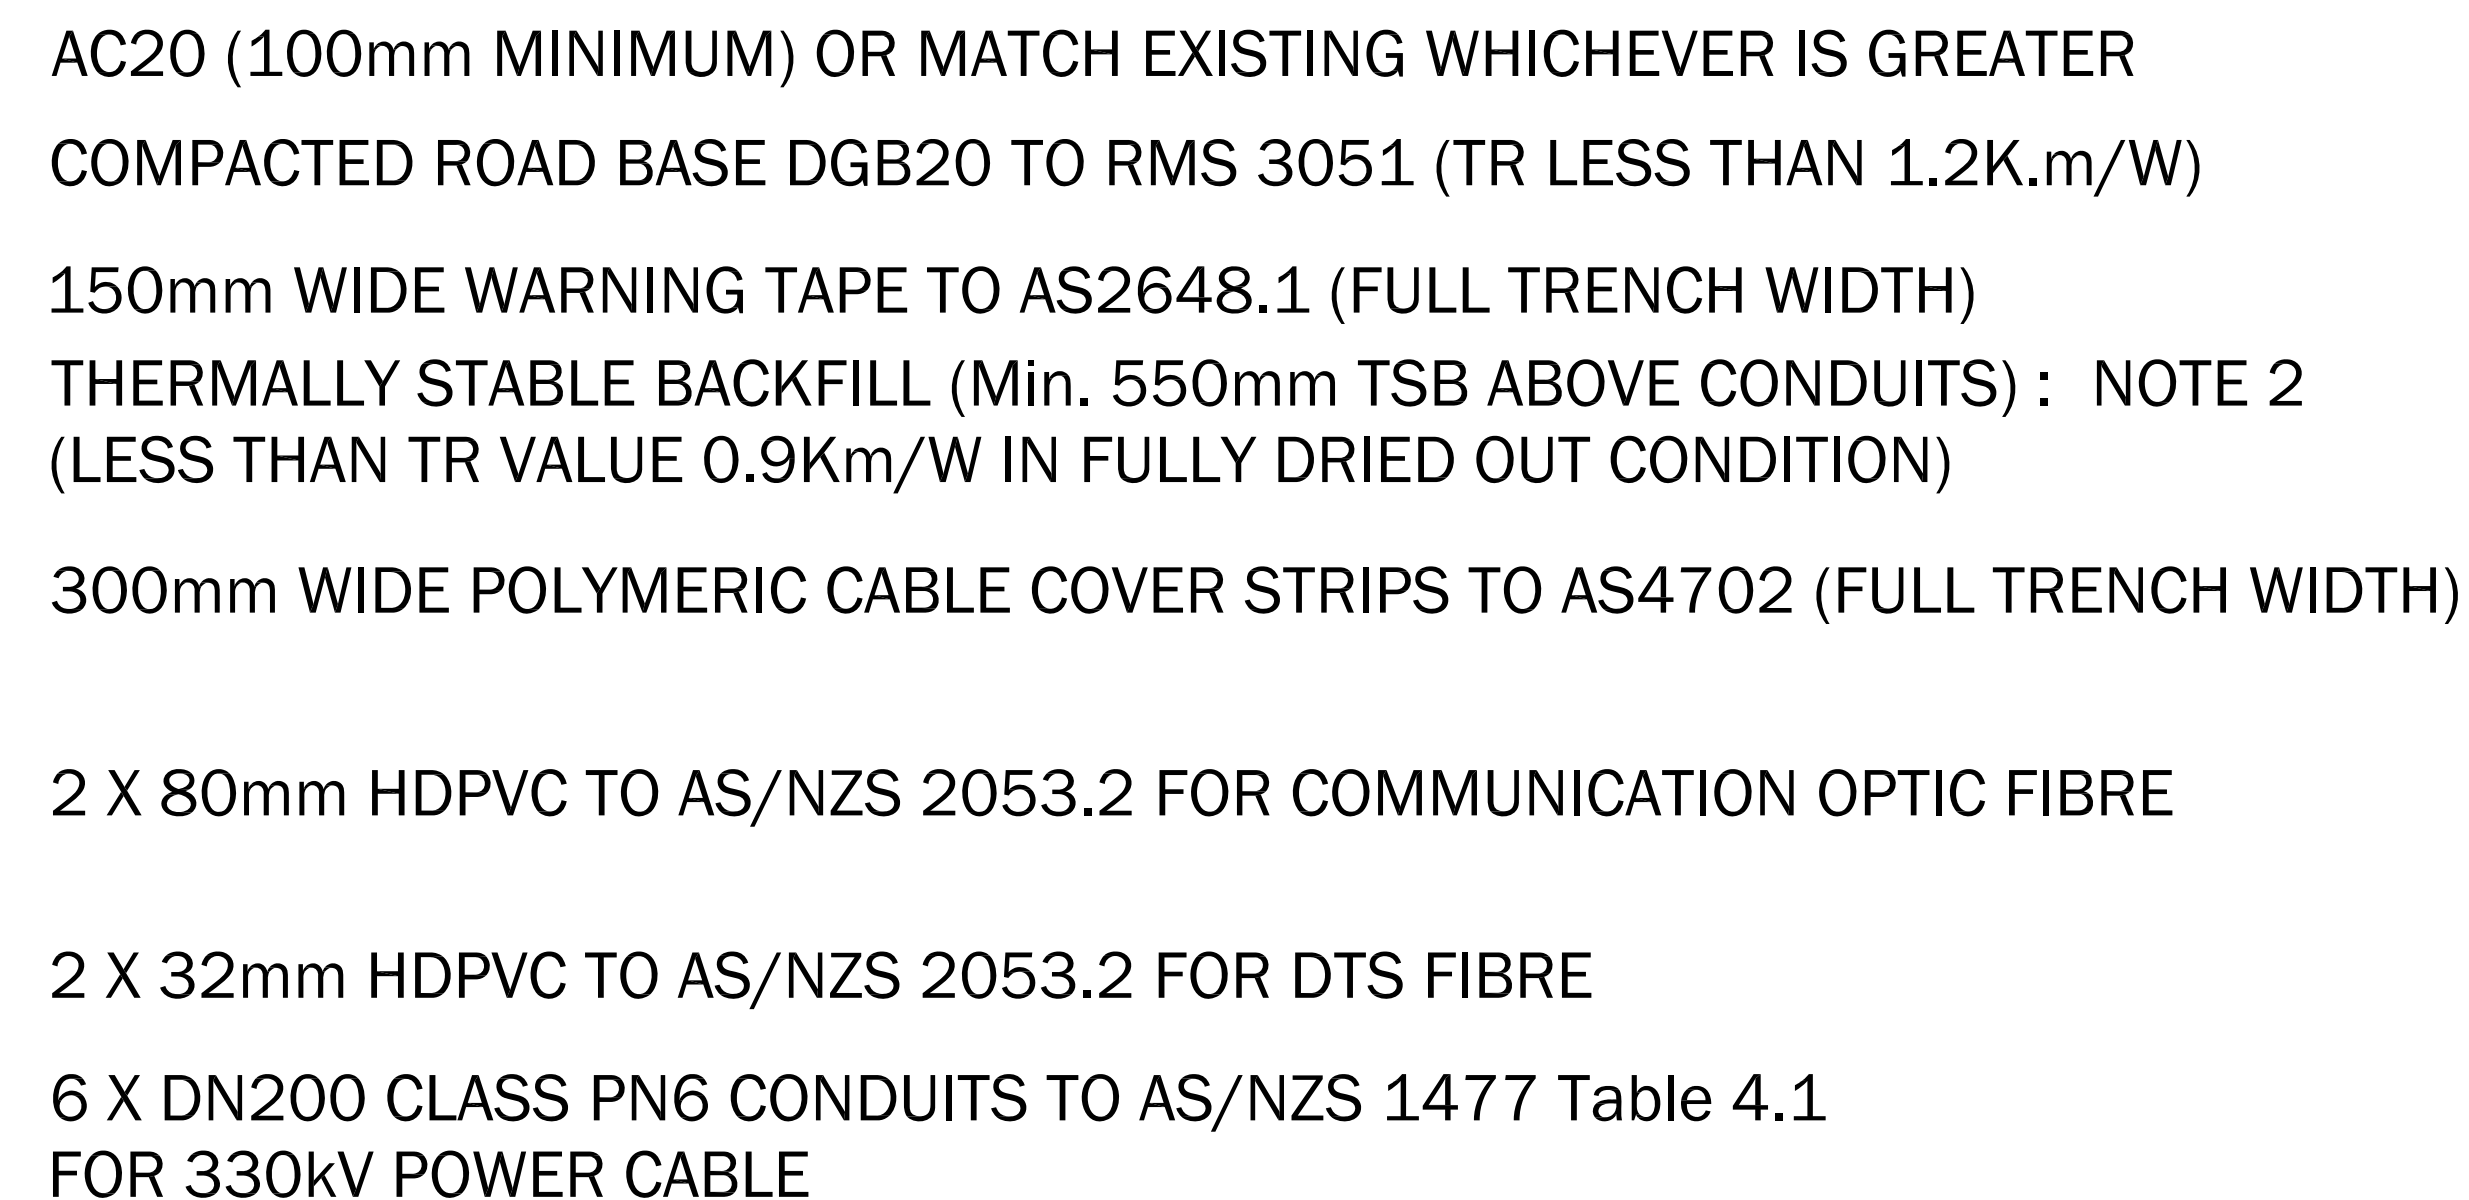 AC20 (100mm MINIMUM) OR MATCH EXISTING WHICHEVER IS GREATER
COMPACTED ROAD BASE DGB20 TO RMS 3051 (TR LESS THAN 1.2K.m/W)
150mm WIDE WARNING TAPE TO AS2648.1 (FULL TRENCH WIDTH)
THERMALLY STABLE BACKFILL (Min. 550mm TSB ABOVE CONDUITS) : NOTE 2
(LESS THAN TR VALUE 0.9Km/W IN FULLY DRIED OUT CONDITION)
300mm WIDE POLYMERIC CABLE COVER STRIPS TO AS4702 (FULL TRENCH WIDTH)
2 X 80mm HDPVC TO AS/NZS 2053.2 FOR COMMUNICATION OPTIC FIBRE
2 X 32mm HDPVC TO AS/NZS 2053.2 FOR DTS FIBRE
6 X DN200 CLASS PN6 CONDUITS TO AS/NZS 1477 Table 4.1
FOR 330kV POWER CABLE